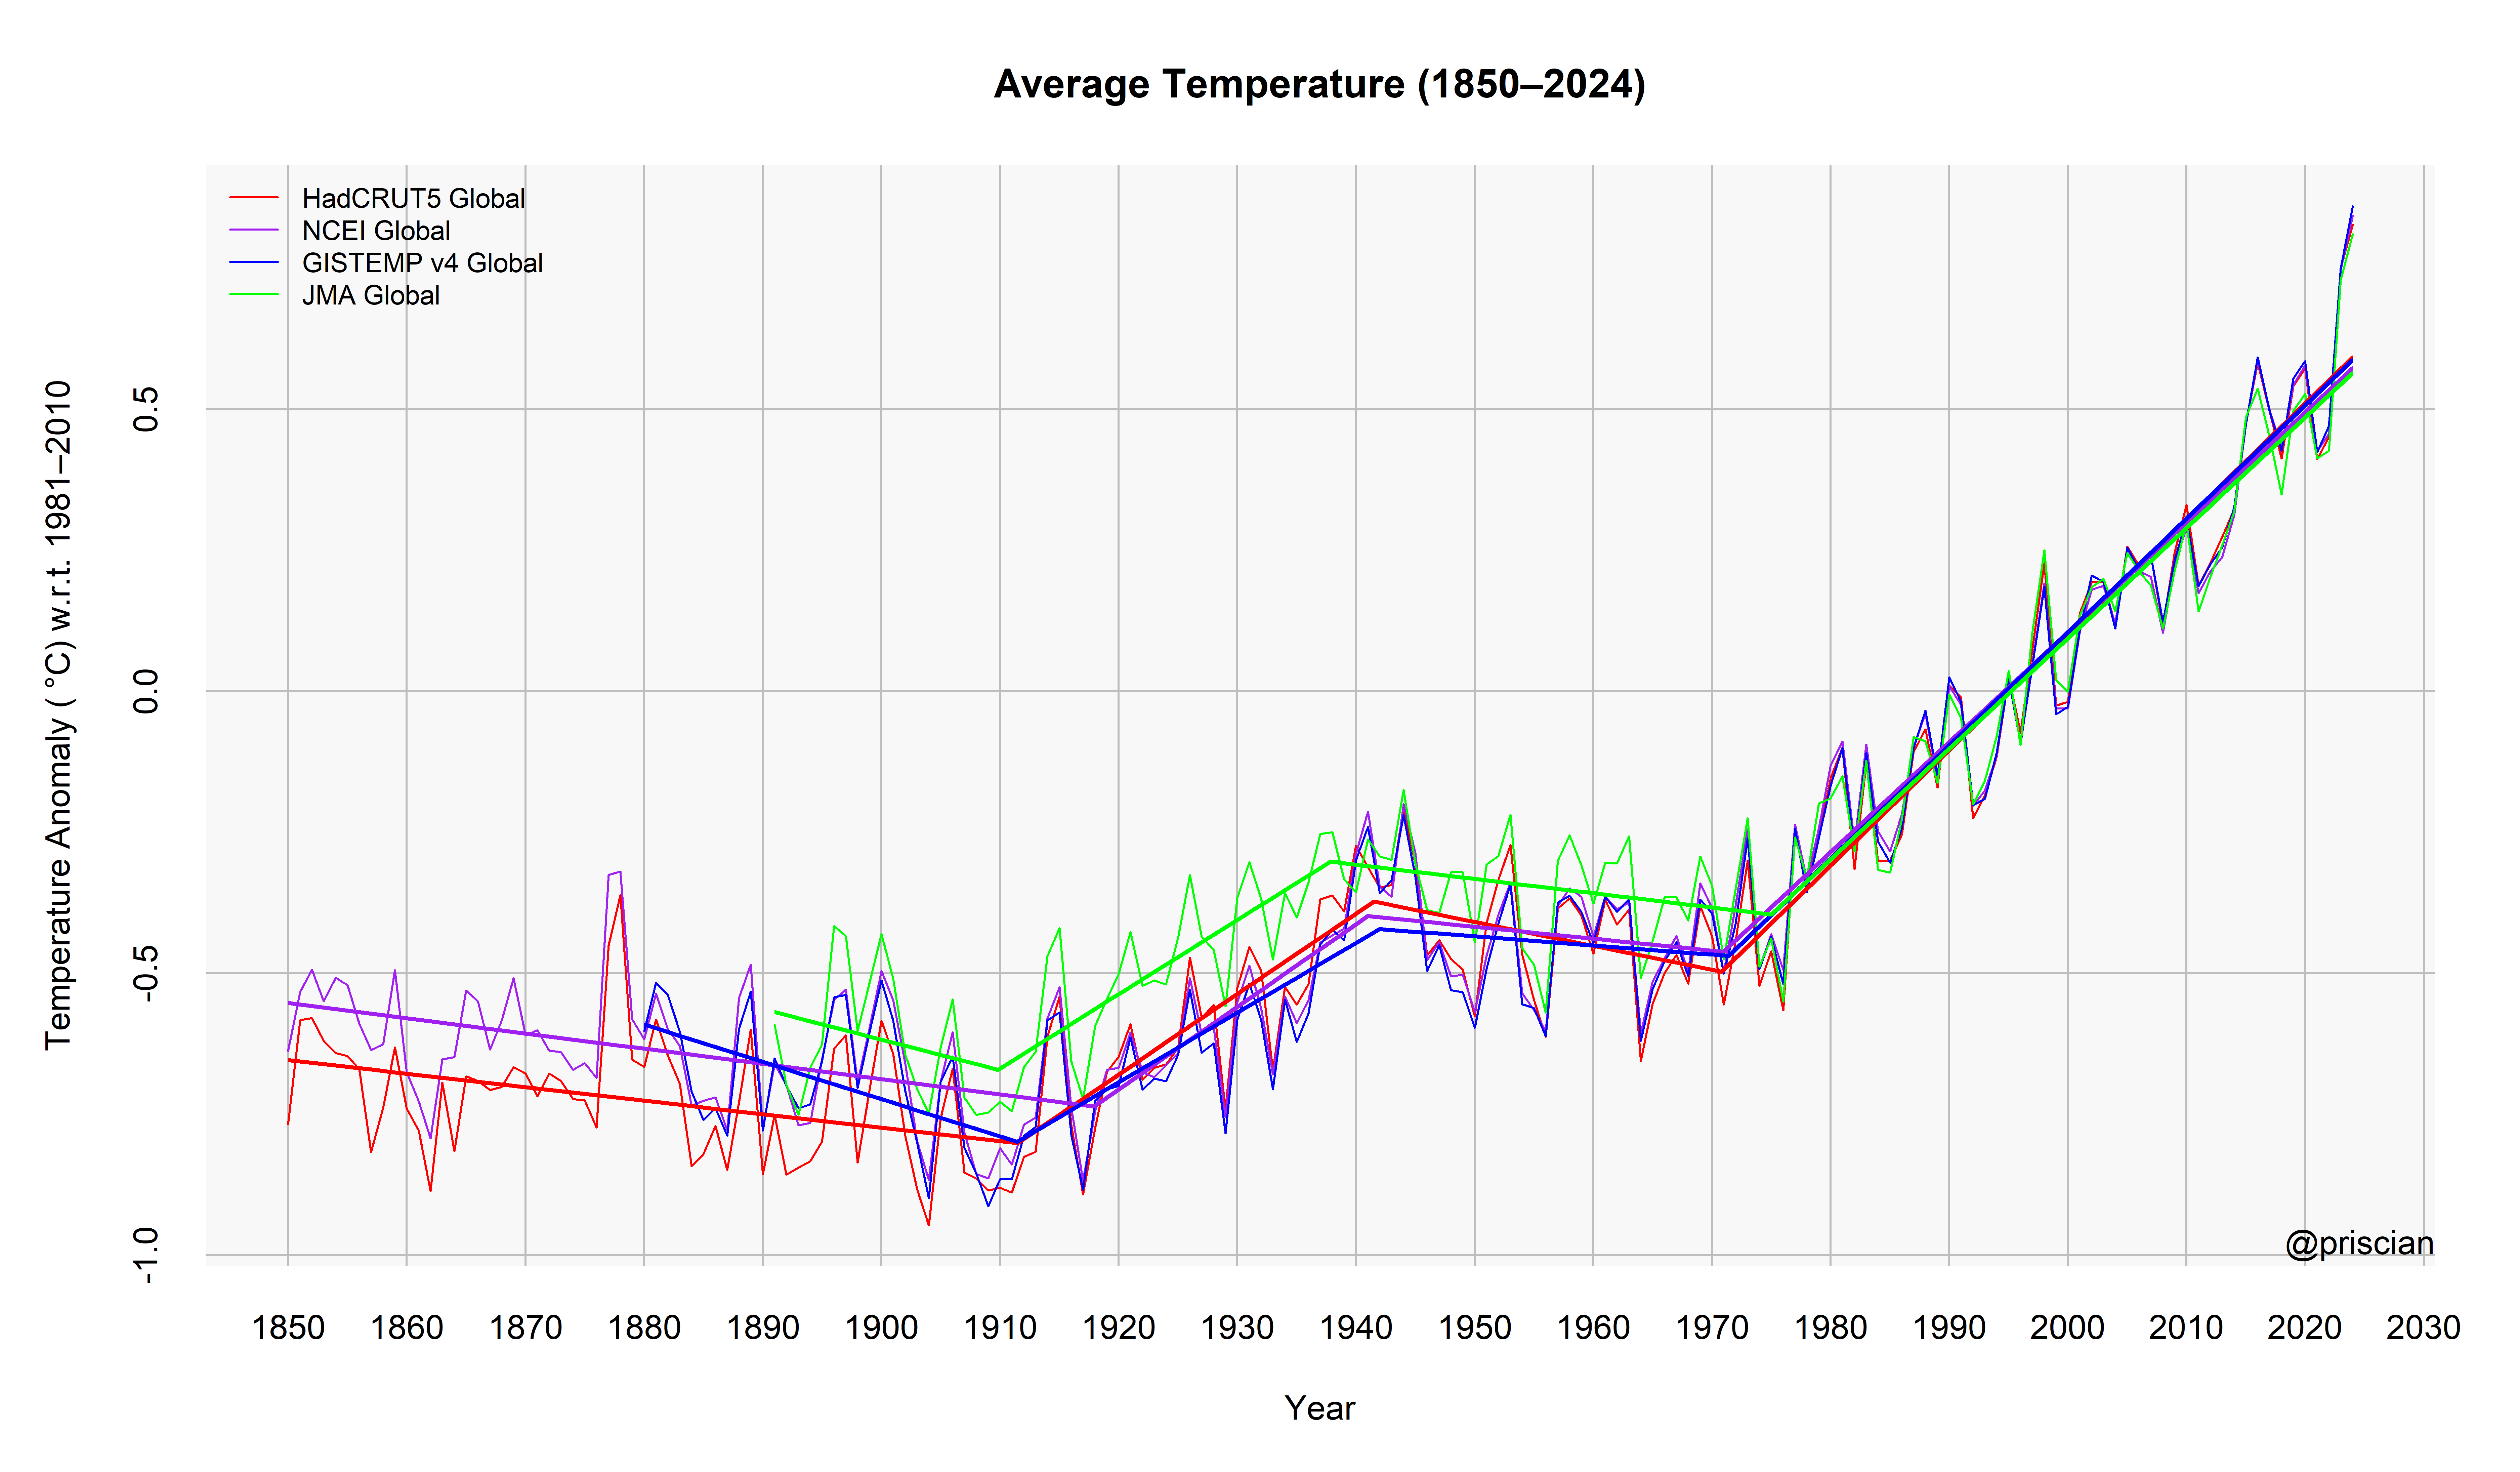 Average Temperature (1850–2024)
HadCRUT5 Global
NCEI Global
GISTEMP v4 Global
JMA Global
Temperature Anomaly (°C) w.r.t. 1981–2010
0.5
0.0
-0.5
-1.0
@priscian
1850 1860 1870 1880 1890 1900 1910 1920 1930 1940 1950 1960 1970 1980 1990 2000 2010 2020 2030
Year